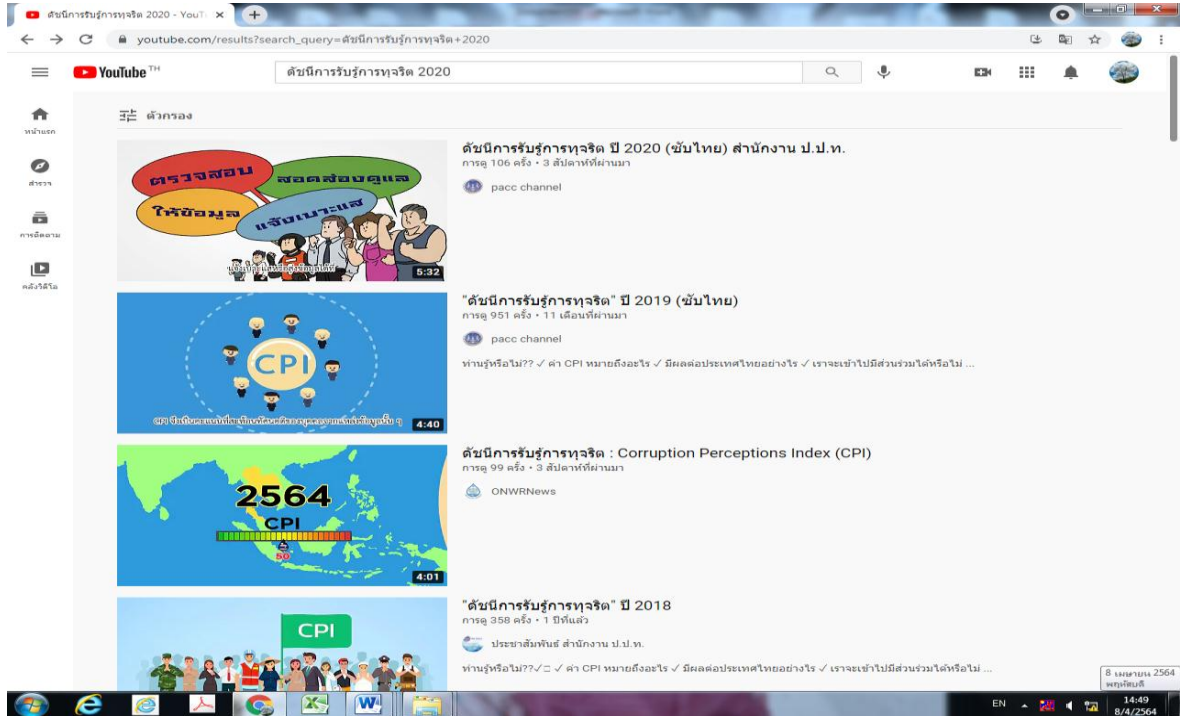 ดัชนีการรับรู้การทุจริต 2020 - YouT
youtube.com/results?search_query=ดัชนีการรับรู้การทุจริต+2020
YouTube TH
ดัชนีการรับรู้การทุจริต 2020
หน้าแรก
สำรวจ
การติดตาม
คลังวิดีโอ
ตัวกรอง
ตรวจสอบ
สอดส่องดูแล
ให้ข้อมูล
แจ้งเบาะแส
5:32
ดัชนีการรับรู้การทุจริต ปี 2020 (ซับไทย) สำนักงาน ป.ป.ท.
การดู 106 ครั้ง • 3 สัปดาห์ที่ผ่านมา
pacc channel
CPI
4:40
"ดัชนีการรับรู้การทุจริต" ปี 2019 (ซับไทย)
การดู 951 ครั้ง • 11 เดือนที่ผ่านมา
pacc channel
ท่านรู้หรือไม่?? ✓ ค่า CPI หมายถึงอะไร ✓ มีผลต่อประเทศไทยอย่างไร ✓ เราจะเข้าไปมีส่วนร่วมได้หรือไม่ ...
2564
CPI
50
4:01
ดัชนีการรับรู้การทุจริต : Corruption Perceptions Index (CPI)
การดู 99 ครั้ง • 3 สัปดาห์ที่ผ่านมา
ONWRNews
CPI
"ดัชนีการรับรู้การทุจริต" ปี 2018
การดู 358 ครั้ง • 1 ปีที่แล้ว
ประชาสัมพันธ์ สำนักงาน ป.ป.ท.
ท่านรู้หรือไม่??✓□ ✓ ค่า CPI หมายถึงอะไร ✓ มีผลต่อประเทศไทยอย่างไร ✓ เราจะเข้าไปมีส่วนร่วมได้หรือไม่ ...
8 เมษายน 2564
พฤหัสบดี
EN
14:49
8/4/2564